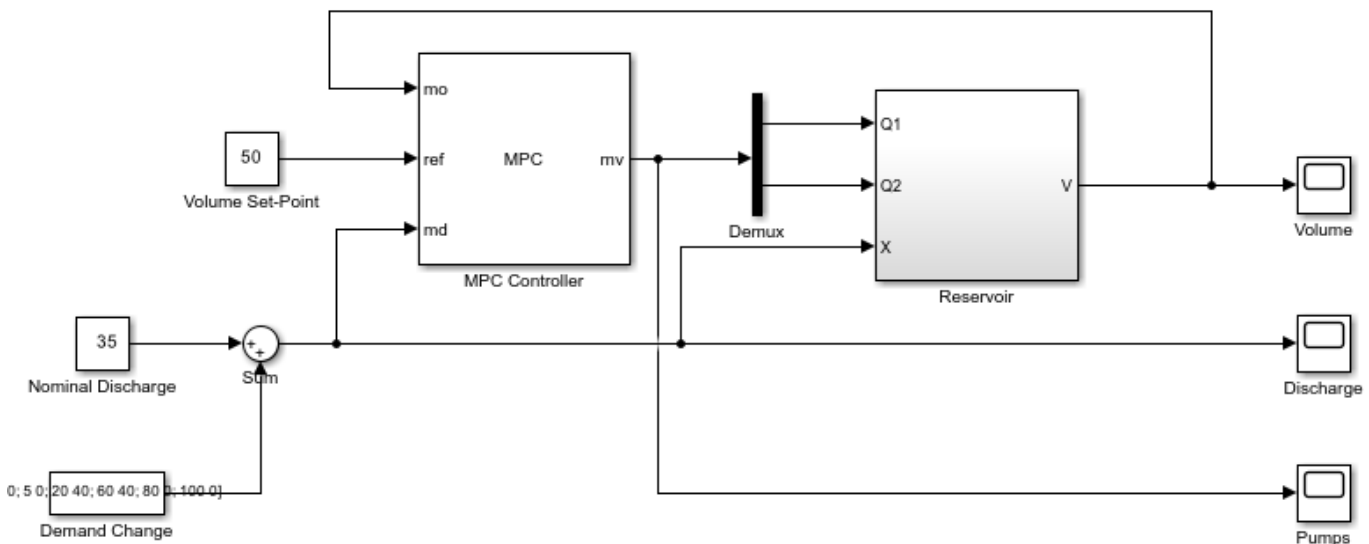 mo
ref
md
MPC
mv
MPC Controller
50
Volume Set-Point
Demux
Q1
Q2
X
V
Reservoir
Volume
35
Nominal Discharge
+
+
Sum
Discharge
0; 5 0; 20 40; 60 40; 80 0; 100 0]
Demand Change
Pumps